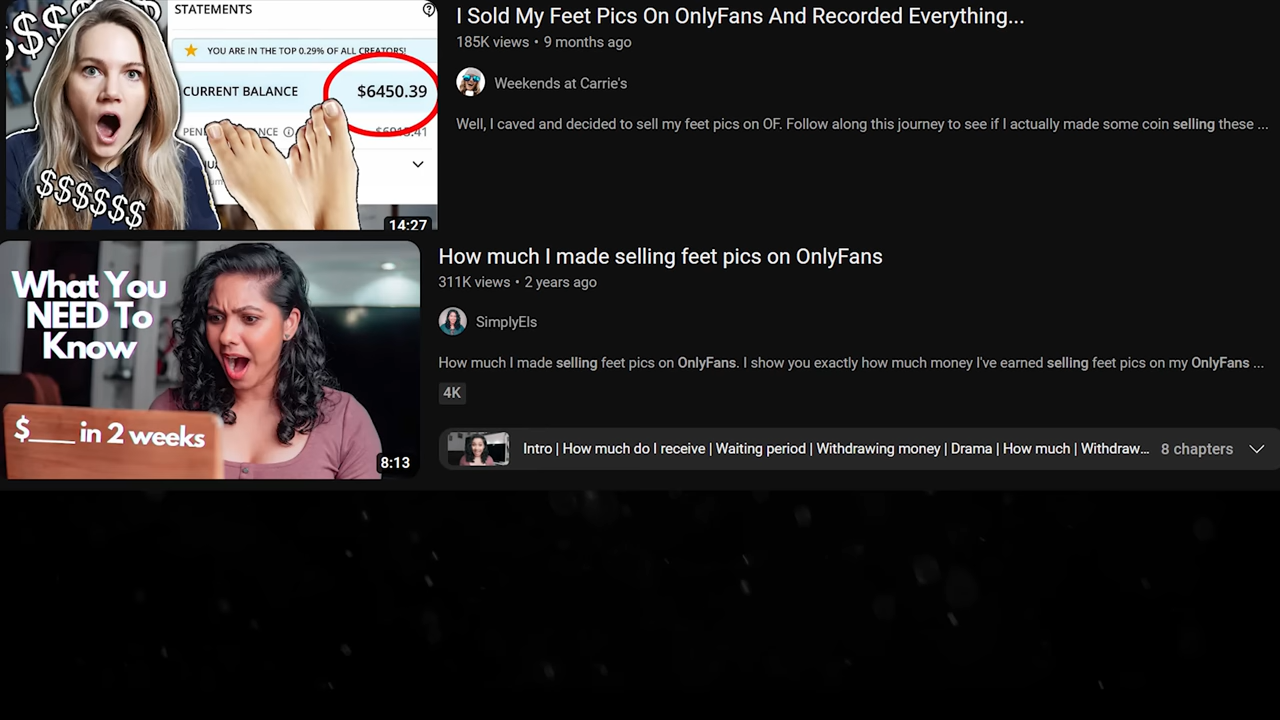 STATEMENTS
YOU ARE IN THE TOP 0.29% OF ALL CREATORS!
CURRENT BALANCE
$6450.39
$$$$$$
14:27
I Sold My Feet Pics On OnlyFans And Recorded Everything...
185K views • 9 months ago
Weekends at Carrie's
Well, I caved and decided to sell my feet pics on OF. Follow along this journey to see if I actually made some coin selling these ...
What You
NEED To
Know
$___ in 2 weeks
8:13
How much I made selling feet pics on OnlyFans
311K views • 2 years ago
SimplyEls
How much I made selling feet pics on OnlyFans. I show you exactly how much money I've earned selling feet pics on my OnlyFans ...
4K
Intro | How much do I receive | Waiting period | Withdrawing money | Drama | How much | Withdraw...
8 chapters